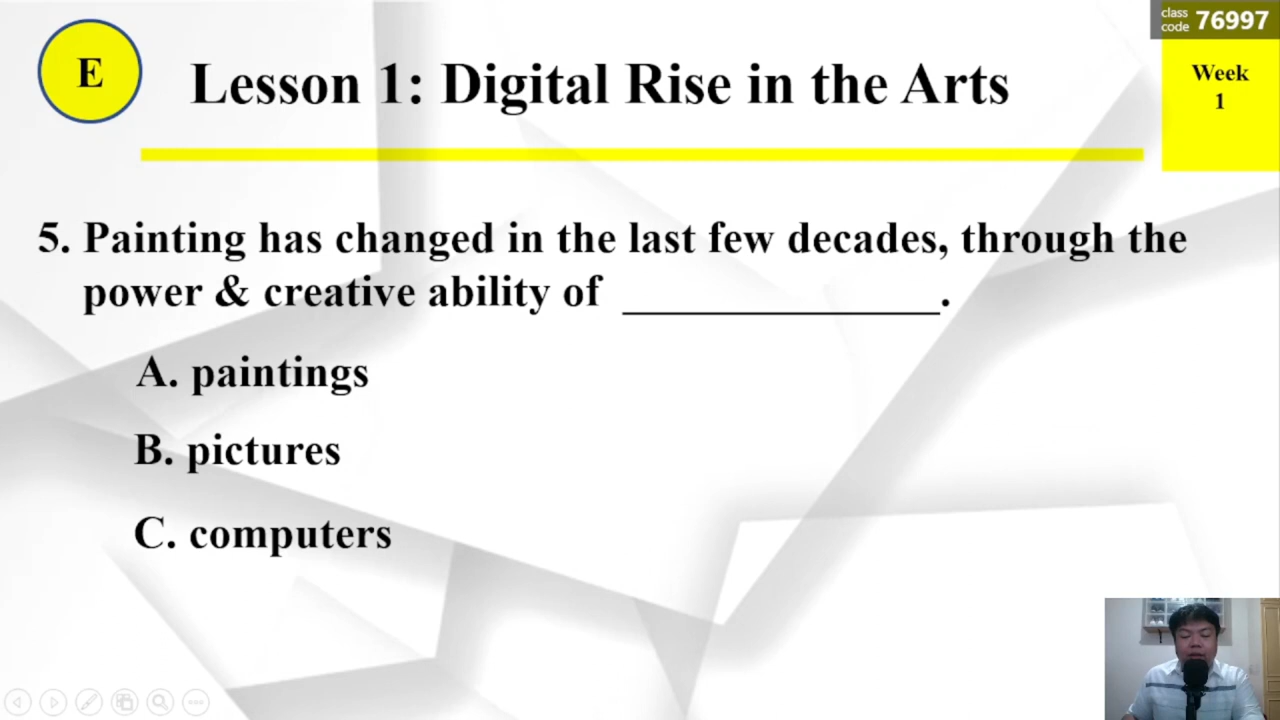 class
code 76997
E
Lesson 1: Digital Rise in the Arts
Week
1
5. Painting has changed in the last few decades, through the
power & creative ability of ________________.
A. paintings
B. pictures
C. computers